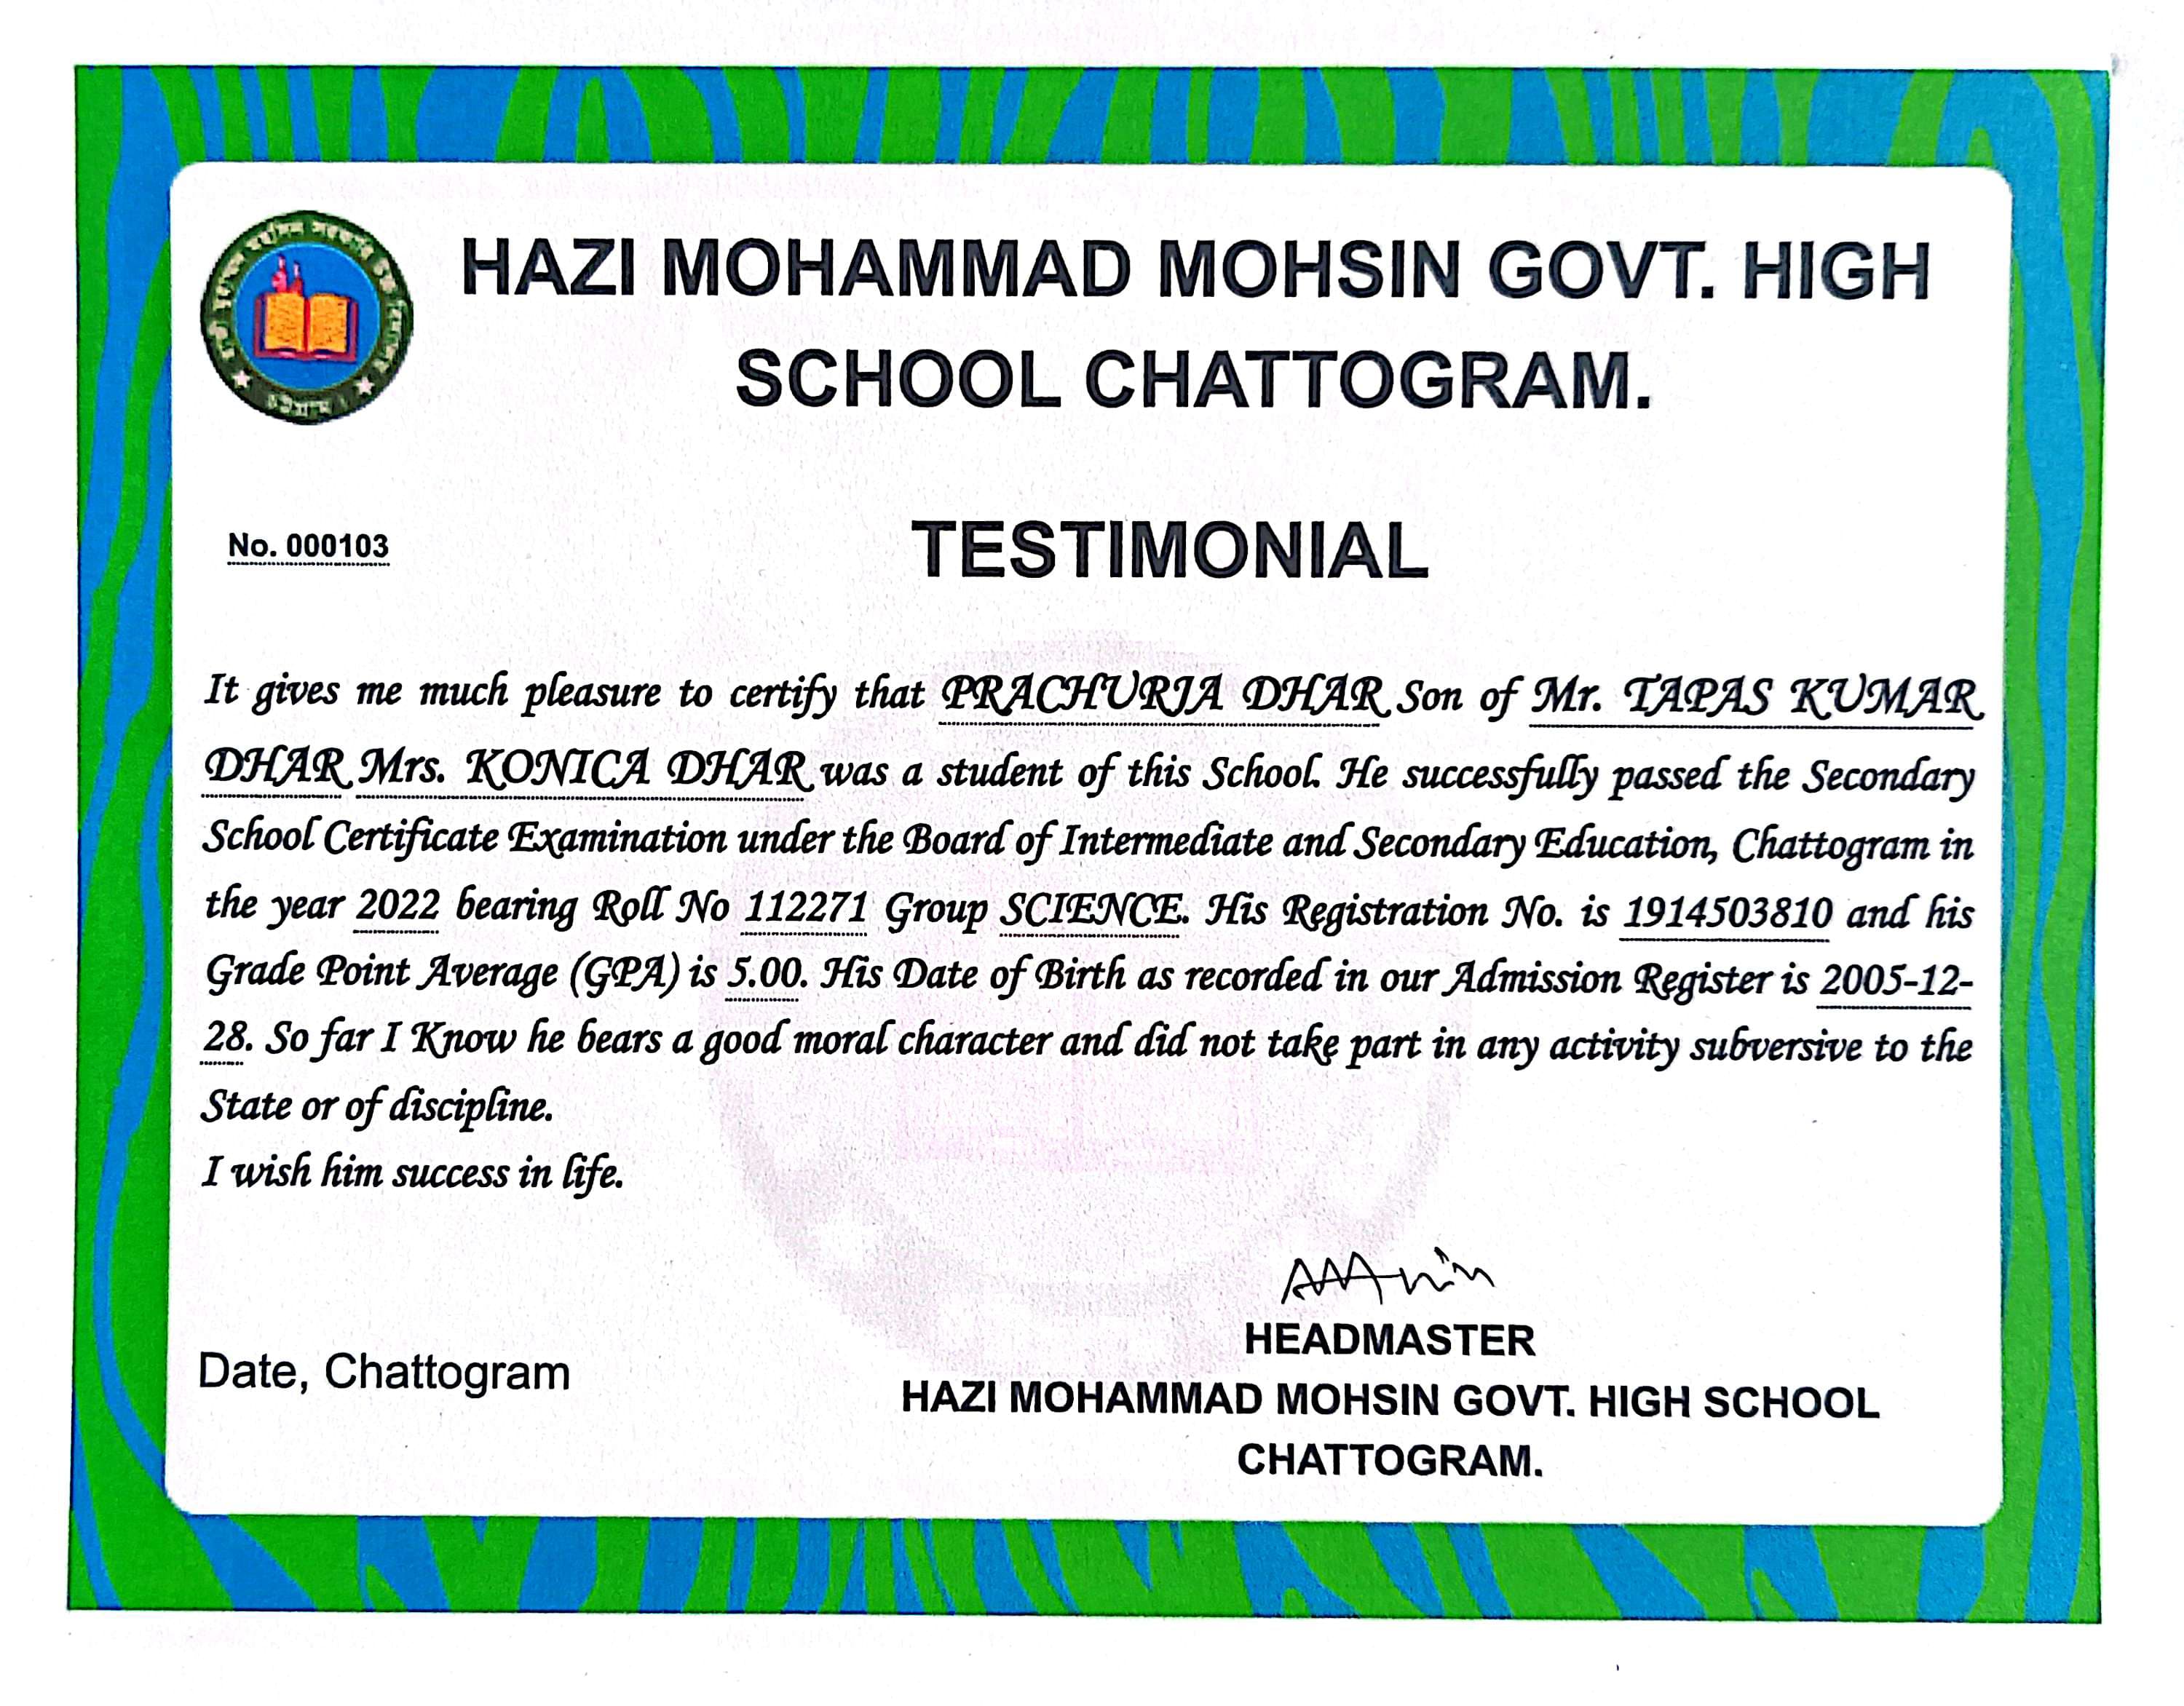 HAZI MOHAMMAD MOHSIN GOVT. HIGH
SCHOOL CHATTOGRAM.
No. 000103
TESTIMONIAL
It gives me much pleasure to certify that PRACHURJA DHAR Son of Mr. TAPAS KUMAR
DHAR Mrs. KONICA DHAR was a student of this School. He successfully passed the Secondary
School Certificate Examination under the Board of Intermediate and Secondary Education, Chattogram in
the year 2022 bearing Roll No 112271 Group SCIENCE. His Registration No. is 1914503810 and his
Grade Point Average (GPA) is 5.00. His Date of Birth as recorded in our Admission Register is 2005-12-
28. So far I Know he bears a good moral character and did not take part in any activity subversive to the
State or of discipline.
I wish him success in life.
Date, Chattogram
HEADMASTER
HAZI MOHAMMAD MOHSIN GOVT. HIGH SCHOOL
CHATTOGRAM.